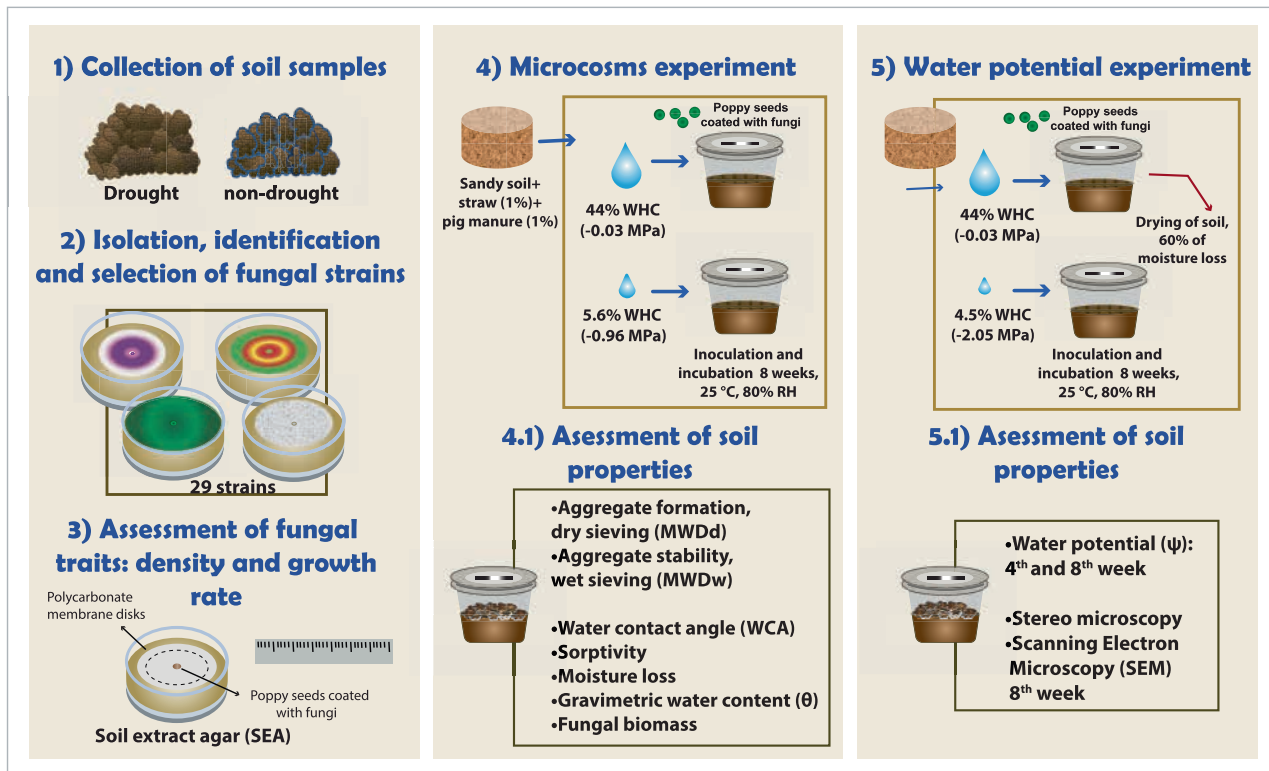 1) Collection of soil samples
Drought
non-drought
2) Isolation, identification
and selection of fungal strains
29 strains
3) Assessment of fungal
traits: density and growth
rate
Polycarbonate
membrane disks
Poppy seeds coated
with fungi
Soil extract agar (SEA)
4) Microcosms experiment
Poppy seeds
coated with fungi
Sandy soil+
straw (1%)+
pig manure (1%)
44% WHC
(-0.03 MPa)
5.6% WHC
(-0.96 MPa)
Inoculation and
incubation 8 weeks,
25 °C, 80% RH
4.1) Asessment of soil
properties
•Aggregate formation,
dry sieving (MWDd)
•Aggregate stability,
wet sieving (MWDw)
•Water contact angle (WCA)
•Sorptivity
•Moisture loss
•Gravimetric water content (θ)
•Fungal biomass
5) Water potential experiment
Poppy seeds
coated with fungi
44% WHC
(-0.03 MPa)
Drying of soil,
60% of
moisture loss
4.5% WHC
(-2.05 MPa)
Inoculation and
incubation 8 weeks,
25 °C, 80% RH
5.1) Asessment of soil
properties
•Water potential (ψ):
4th and 8th week
•Stereo microscopy
•Scanning Electron
Microscopy (SEM)
8th week